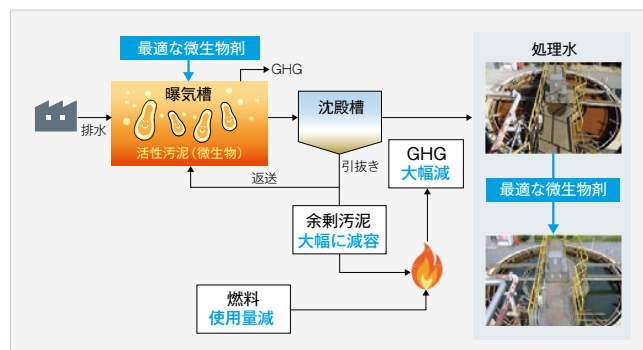 最適な微生物剤
GHG
曝気槽
排水
活性汚泥（微生物）
沈殿槽
引抜き
返送
余剰汚泥
大幅に減容
燃料
使用量減
GHG
大幅減
処理水
最適な微生物剤